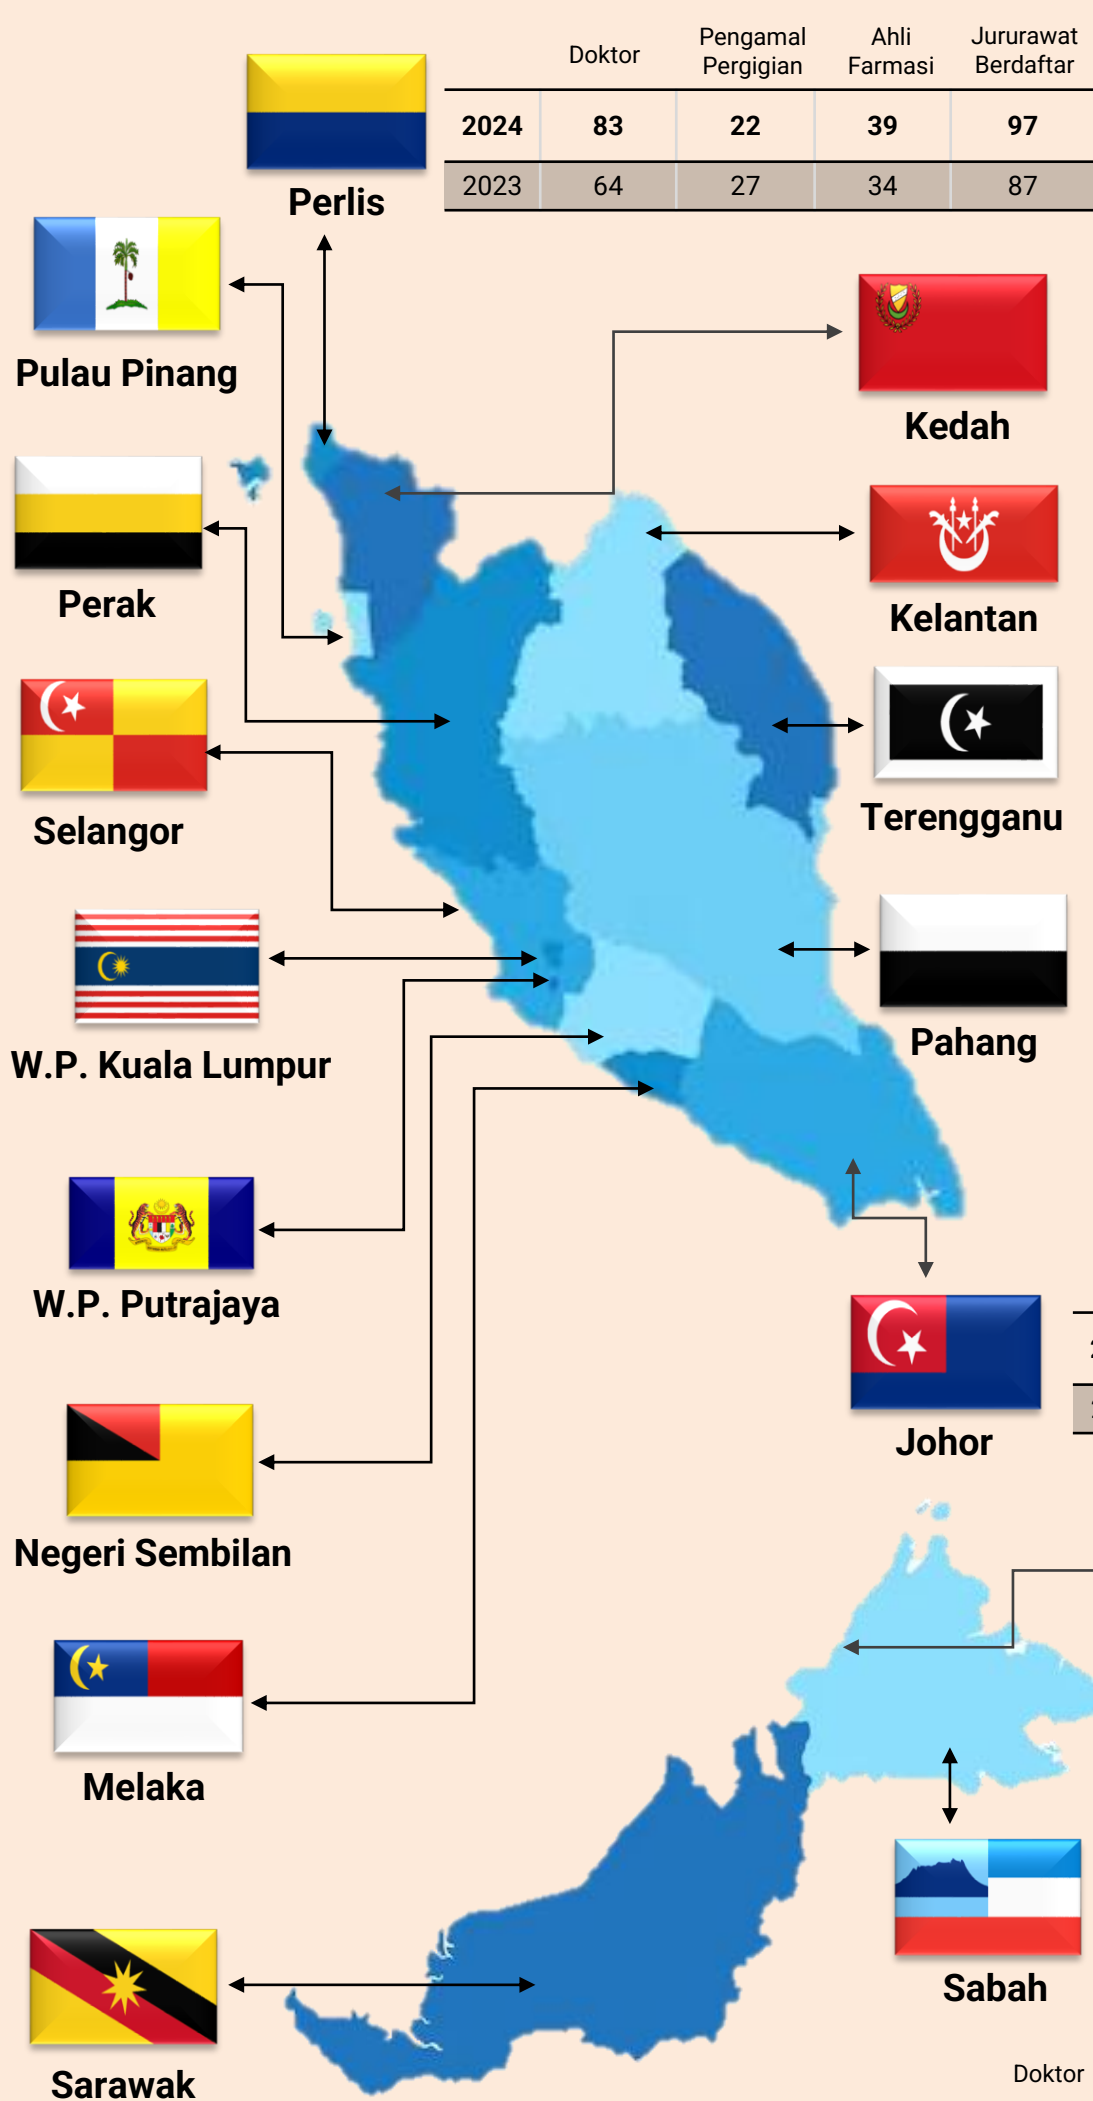 Doktor
Pengamal
Pergigian
Ahli
Farmasi
Jururawat
Berdaftar
2024 83 22 39 97
2023 64 27 34 87
Perlis
Pulau Pinang
Kedah
Perak
Kelantan
Selangor
Terengganu
W.P. Kuala Lumpur
Pahang
W.P. Putrajaya
Johor
Negeri Sembilan
Melaka
Sabah
Sarawak
Doktor